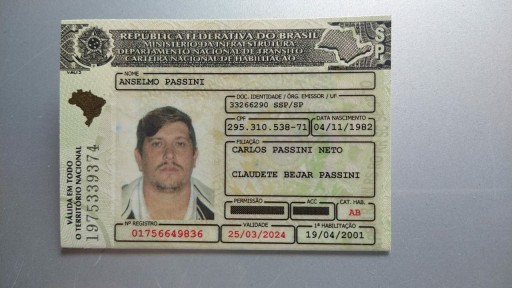 REPÚBLICA FEDERATIVA DO BRASIL
MINISTÉRIO DA INFRAESTRUTURA
DEPARTAMENTO NACIONAL DE TRÂNSITO
CARTEIRA NACIONAL DE HABILITAÇÃO
SP
NOME
ANSELMO PASSINI
DOC. IDENTIDADE / ÓRG. EMISSOR / UF
33266290 SSP/SP
CPF
DATA NASCIMENTO
295.310.538-71
04/11/1982
FILIAÇÃO
CARLOS PASSINI NETO
CLAUDETE BEJAR PASSINI
PERMISSÃO
ACC
CAT. HAB.
AB
Nº REGISTRO
VALIDADE
1ª HABILITAÇÃO
01756649836
25/03/2024
19/04/2001
VÁLIDA EM TODO
O TERRITÓRIO NACIONAL
1975339374